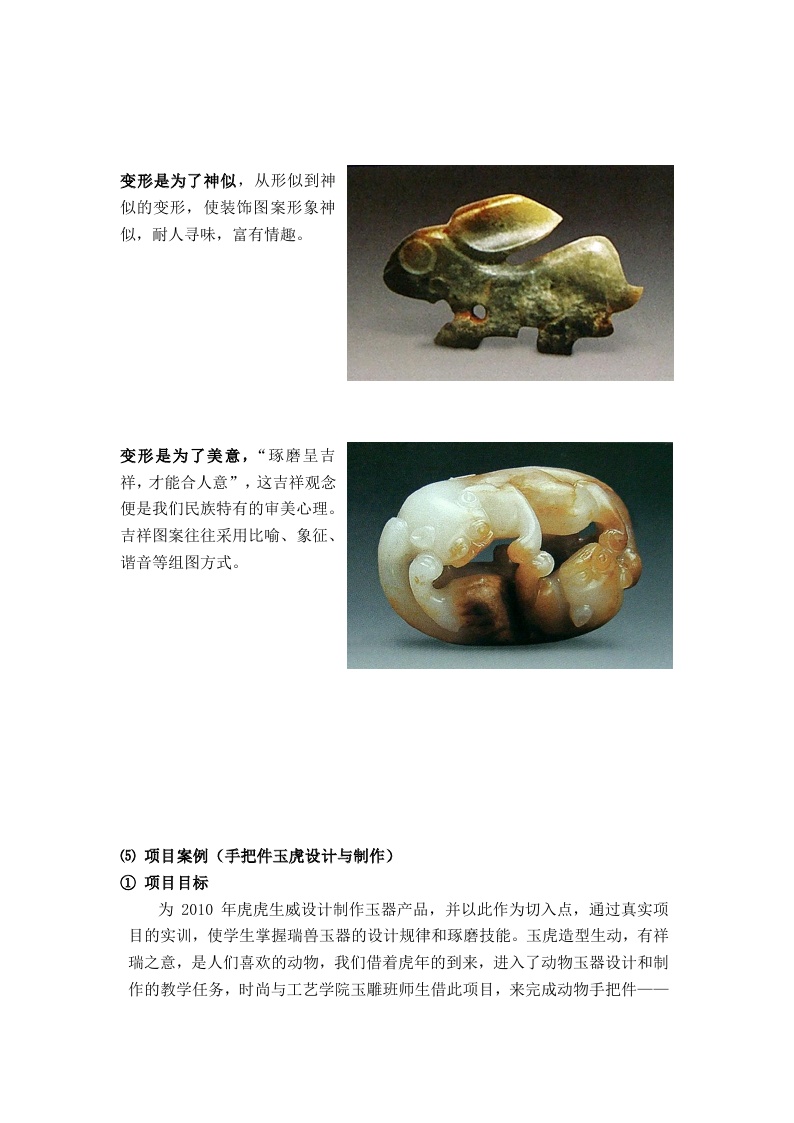 变形是为了神似，从形似到神
似的变形，使装饰图案形象神
似，耐人寻味，富有情趣。
变形是为了美意，“琢磨呈吉
祥，才能合人意”，这吉祥观念
便是我们民族特有的审美心理。
吉祥图案往往采用比喻、象征、
谐音等组图方式。
⑸ 项目案例（手把件玉虎设计与制作）
① 项目目标
为 2010 年虎虎生威设计制作玉器产品，并以此作为切入点，通过真实项
目的实训，使学生掌握瑞兽玉器的设计规律和琢磨技能。玉虎造型生动，有祥
瑞之意，是人们喜欢的动物，我们借着虎年的到来，进入了动物玉器设计和制
作的教学任务，时尚与工艺学院玉雕班师生借此项目，来完成动物手把件——